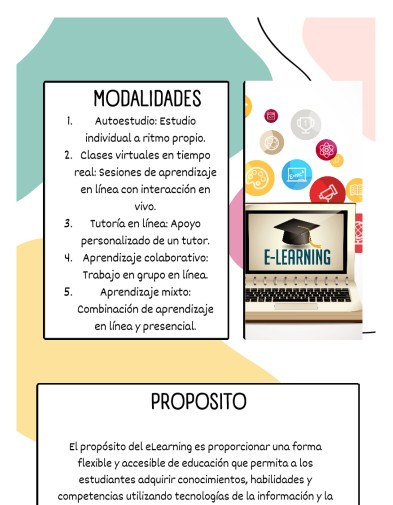 MODALIDADES
1. Autoestudio: Estudio
individual a ritmo propio.
2. Clases virtuales en tiempo
real: Sesiones de aprendizaje
en línea con interacción en
vivo.
3. Tutoría en línea: Apoyo
personalizado de un tutor.
4. Aprendizaje colaborativo:
Trabajo en grupo en línea.
5. Aprendizaje mixto:
Combinación de aprendizaje
en línea y presencial.
E-LEARNING
PROPOSITO
El propósito del eLearning es proporcionar una forma
flexible y accesible de educación que permita a los
estudiantes adquirir conocimientos, habilidades y
competencias utilizando tecnologías de la información y la